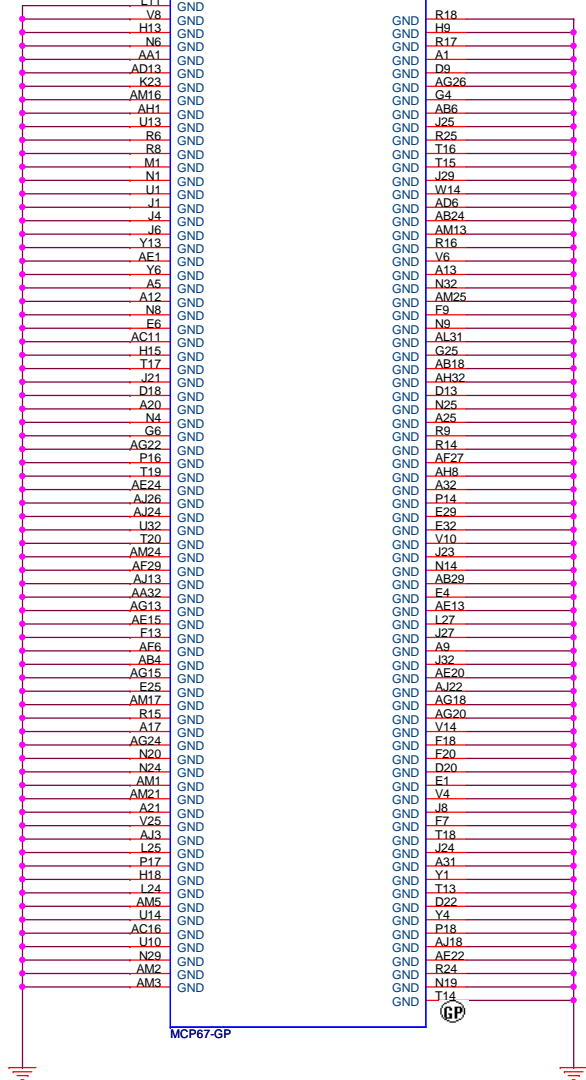 GND
V8 GND
H13 GND
N6 GND
AA1 GND
AD13 GND
K23 GND
AM16 GND
AH1 GND
U13 GND
R6 GND
R8 GND
M1 GND
N1 GND
U1 GND
J1 GND
J4 GND
J6 GND
Y13 GND
AE1 GND
Y6 GND
A5 GND
A12 GND
N8 GND
E6 GND
AC11 GND
H15 GND
T17 GND
J21 GND
D18 GND
A20 GND
N4 GND
G6 GND
AG22 GND
P16 GND
T19 GND
AE24 GND
AJ26 GND
AJ24 GND
U32 GND
T20 GND
AM24 GND
AF29 GND
AJ13 GND
AA32 GND
AG13 GND
AE15 GND
F13 GND
AF6 GND
AB4 GND
AG15 GND
E25 GND
AM17 GND
R15 GND
A17 GND
AG24 GND
N20 GND
N24 GND
AM1 GND
AM21 GND
A21 GND
V25 GND
AJ3 GND
L25 GND
P17 GND
H18 GND
L24 GND
AM5 GND
U14 GND
AC16 GND
U10 GND
N29 GND
AM2 GND
AM3 GND
GND R18
GND H9
GND R17
GND A1
GND D9
GND AG26
GND G4
GND AB6
GND J25
GND R25
GND T16
GND T15
GND J29
GND W14
GND AD6
GND AB24
GND AM13
GND R16
GND V6
GND A13
GND N32
GND AM25
GND F9
GND N9
GND AL31
GND G25
GND AB18
GND AH32
GND D13
GND N25
GND A25
GND R9
GND R14
GND AF27
GND AH8
GND A32
GND P14
GND E29
GND E32
GND V10
GND J23
GND N14
GND AB29
GND E4
GND AE13
GND L27
GND J27
GND A9
GND J32
GND AE20
GND AJ22
GND AG18
GND AG20
GND V14
GND F18
GND F20
GND D20
GND E1
GND V4
GND J8
GND F7
GND T18
GND J24
GND A31
GND Y1
GND T13
GND D22
GND Y4
GND P18
GND AJ18
GND AE22
GND R24
GND N19
GND T14
GP
MCP67-GP